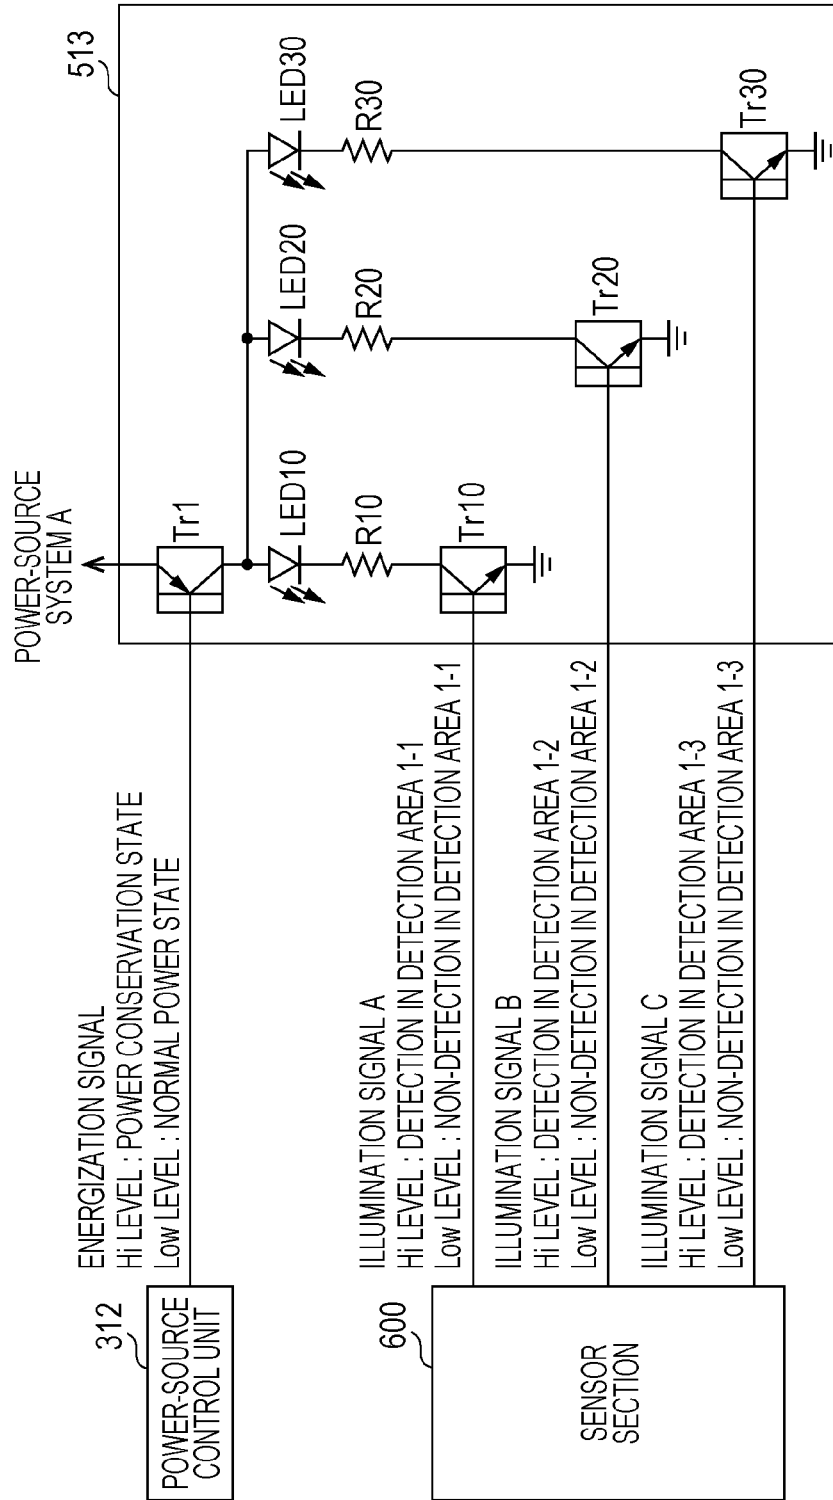 513
POWER-SOURCE
SYSTEM A
Tr1
LED10
LED20
LED30
R10
R20
R30
Tr10
Tr20
Tr30
312
POWER-SOURCE
CONTROL UNIT
ENERGIZATION SIGNAL
Hi LEVEL : POWER CONSERVATION STATE
Low LEVEL : NORMAL POWER STATE
600
SENSOR
SECTION
ILLUMINATION SIGNAL A
Hi LEVEL : DETECTION IN DETECTION AREA 1-1
Low LEVEL : NON-DETECTION IN DETECTION AREA 1-1
ILLUMINATION SIGNAL B
Hi LEVEL : DETECTION IN DETECTION AREA 1-2
Low LEVEL : NON-DETECTION IN DETECTION AREA 1-2
ILLUMINATION SIGNAL C
Hi LEVEL : DETECTION IN DETECTION AREA 1-3
Low LEVEL : NON-DETECTION IN DETECTION AREA 1-3